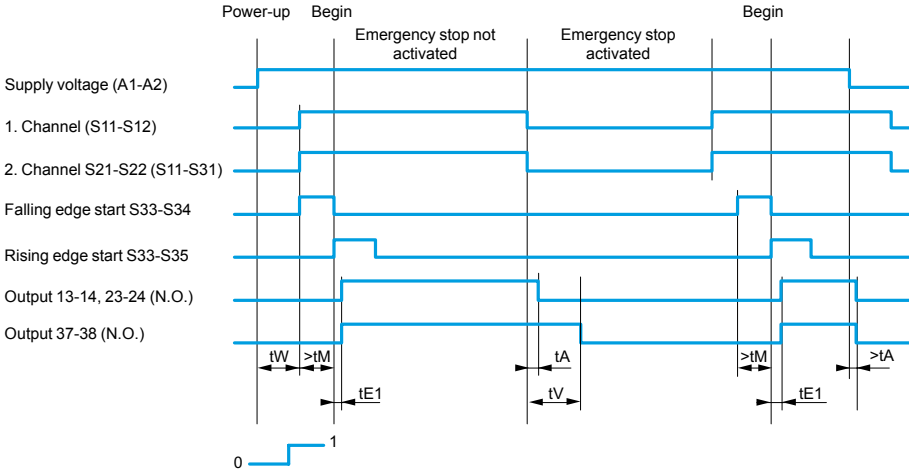 Power-up
Begin
Begin
Emergency stop not
activated
Emergency stop
activated
Supply voltage (A1-A2)
1. Channel (S11-S12)
2. Channel S21-S22 (S11-S31)
Falling edge start S33-S34
Rising edge start S33-S35
Output 13-14, 23-24 (N.O.)
Output 37-38 (N.O.)
tW
>tM
tA
>tM
>tA
tE1
tV
tE1
1
0